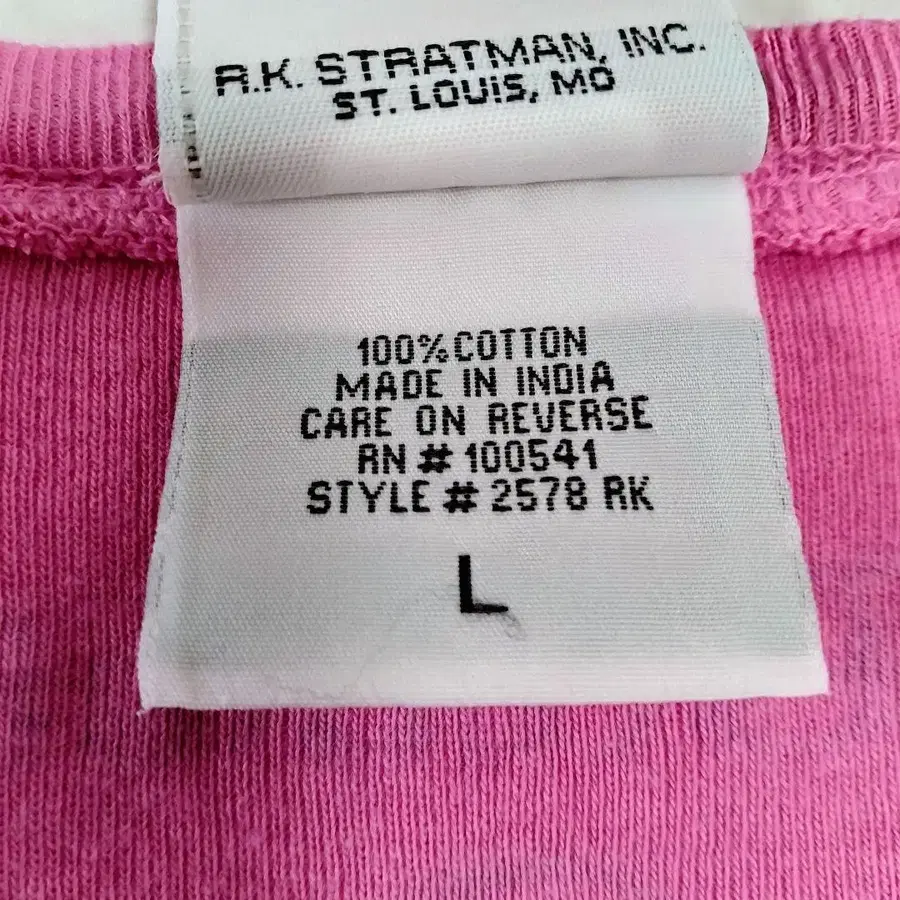 R.K. STRATMAN, INC.
ST. LOUIS, MO
100% COTTON
MADE IN INDIA
CARE ON REVERSE
RN # 100541
STYLE # 2578 RK
L